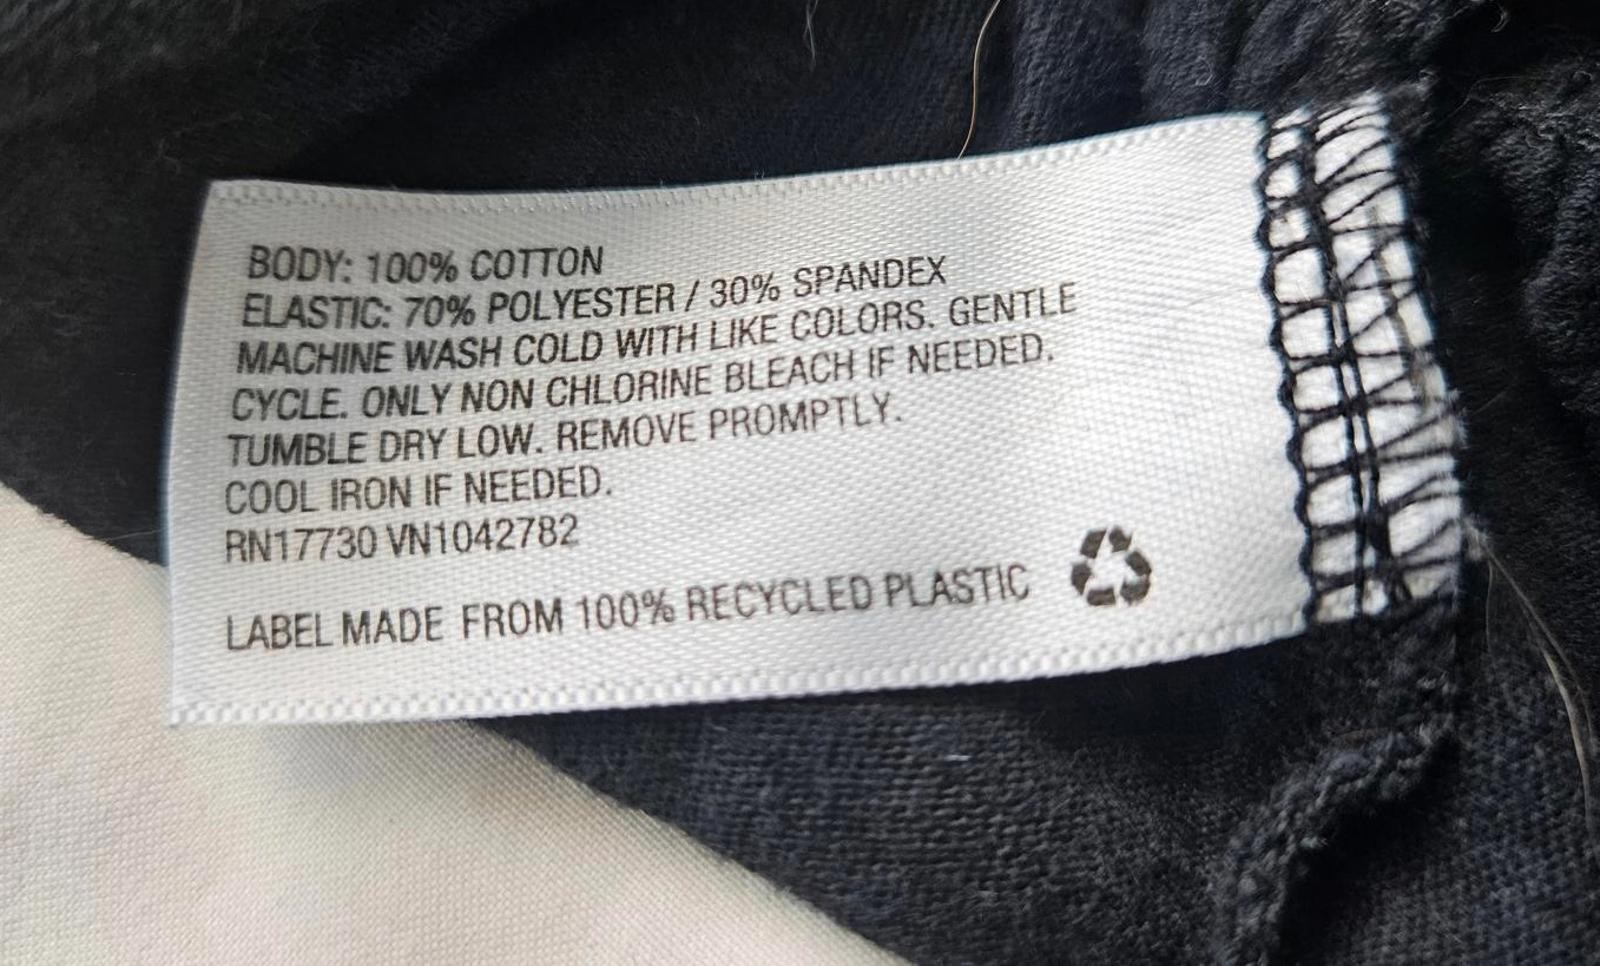 BODY: 100% COTTON
ELASTIC: 70% POLYESTER / 30% SPANDEX
MACHINE WASH COLD WITH LIKE COLORS. GENTLE
CYCLE. ONLY NON CHLORINE BLEACH IF NEEDED.
TUMBLE DRY LOW. REMOVE PROMPTLY.
COOL IRON IF NEEDED.
RN17730 VN1042782
LABEL MADE FROM 100% RECYCLED PLASTIC